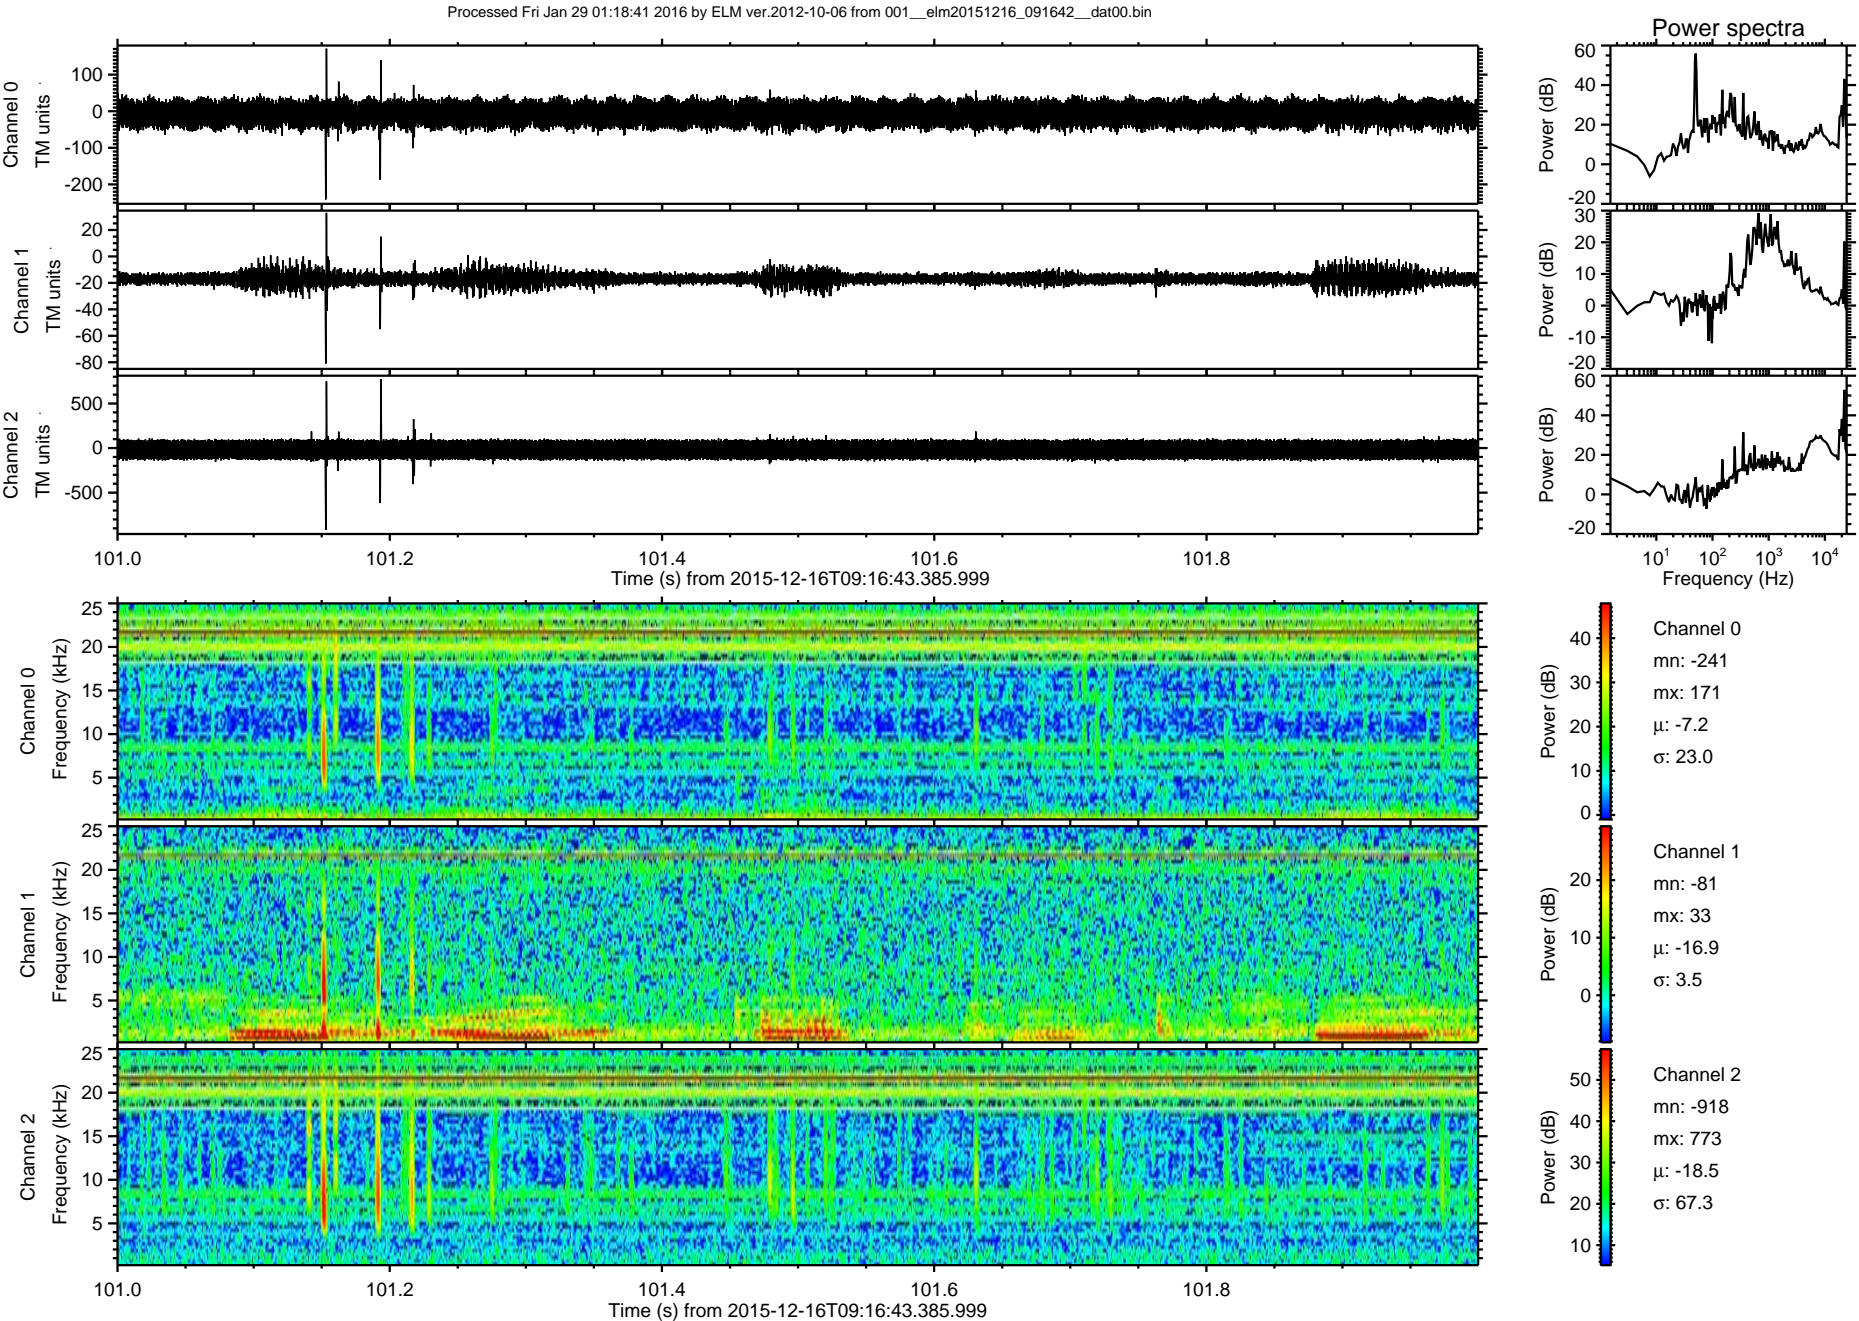 Processed Fri Jan 29 01:18:41 2016 by ELM ver.2012-10-06 from 001__elm20151216_091642__dat00.bin
Power spectra
Channel 0
TM units
100
0
-100
-200
Power (dB)
60
40
20
0
-20
Channel 1
TM units
20
0
-20
-40
-60
-80
Power (dB)
30
20
10
0
-10
-20
Channel 2
TM units
500
0
-500
Power (dB)
60
40
20
0
-20
101.0 101.2 101.4 101.6 101.8
Time (s) from 2015-12-16T09:16:43.385.999
10¹ 10² 10³ 10⁴
Frequency (Hz)
Channel 0
Frequency (kHz)
25
20
15
10
5
Power (dB)
40
30
20
10
0
Channel 0
mn: -241
mx: 171
μ: -7.2
σ: 23.0
Channel 1
Frequency (kHz)
25
20
15
10
5
Power (dB)
20
10
0
Channel 1
mn: -81
mx: 33
μ: -16.9
σ: 3.5
Channel 2
Frequency (kHz)
25
20
15
10
5
Power (dB)
50
40
30
20
10
Channel 2
mn: -918
mx: 773
μ: -18.5
σ: 67.3
101.0 101.2 101.4 101.6 101.8
Time (s) from 2015-12-16T09:16:43.385.999